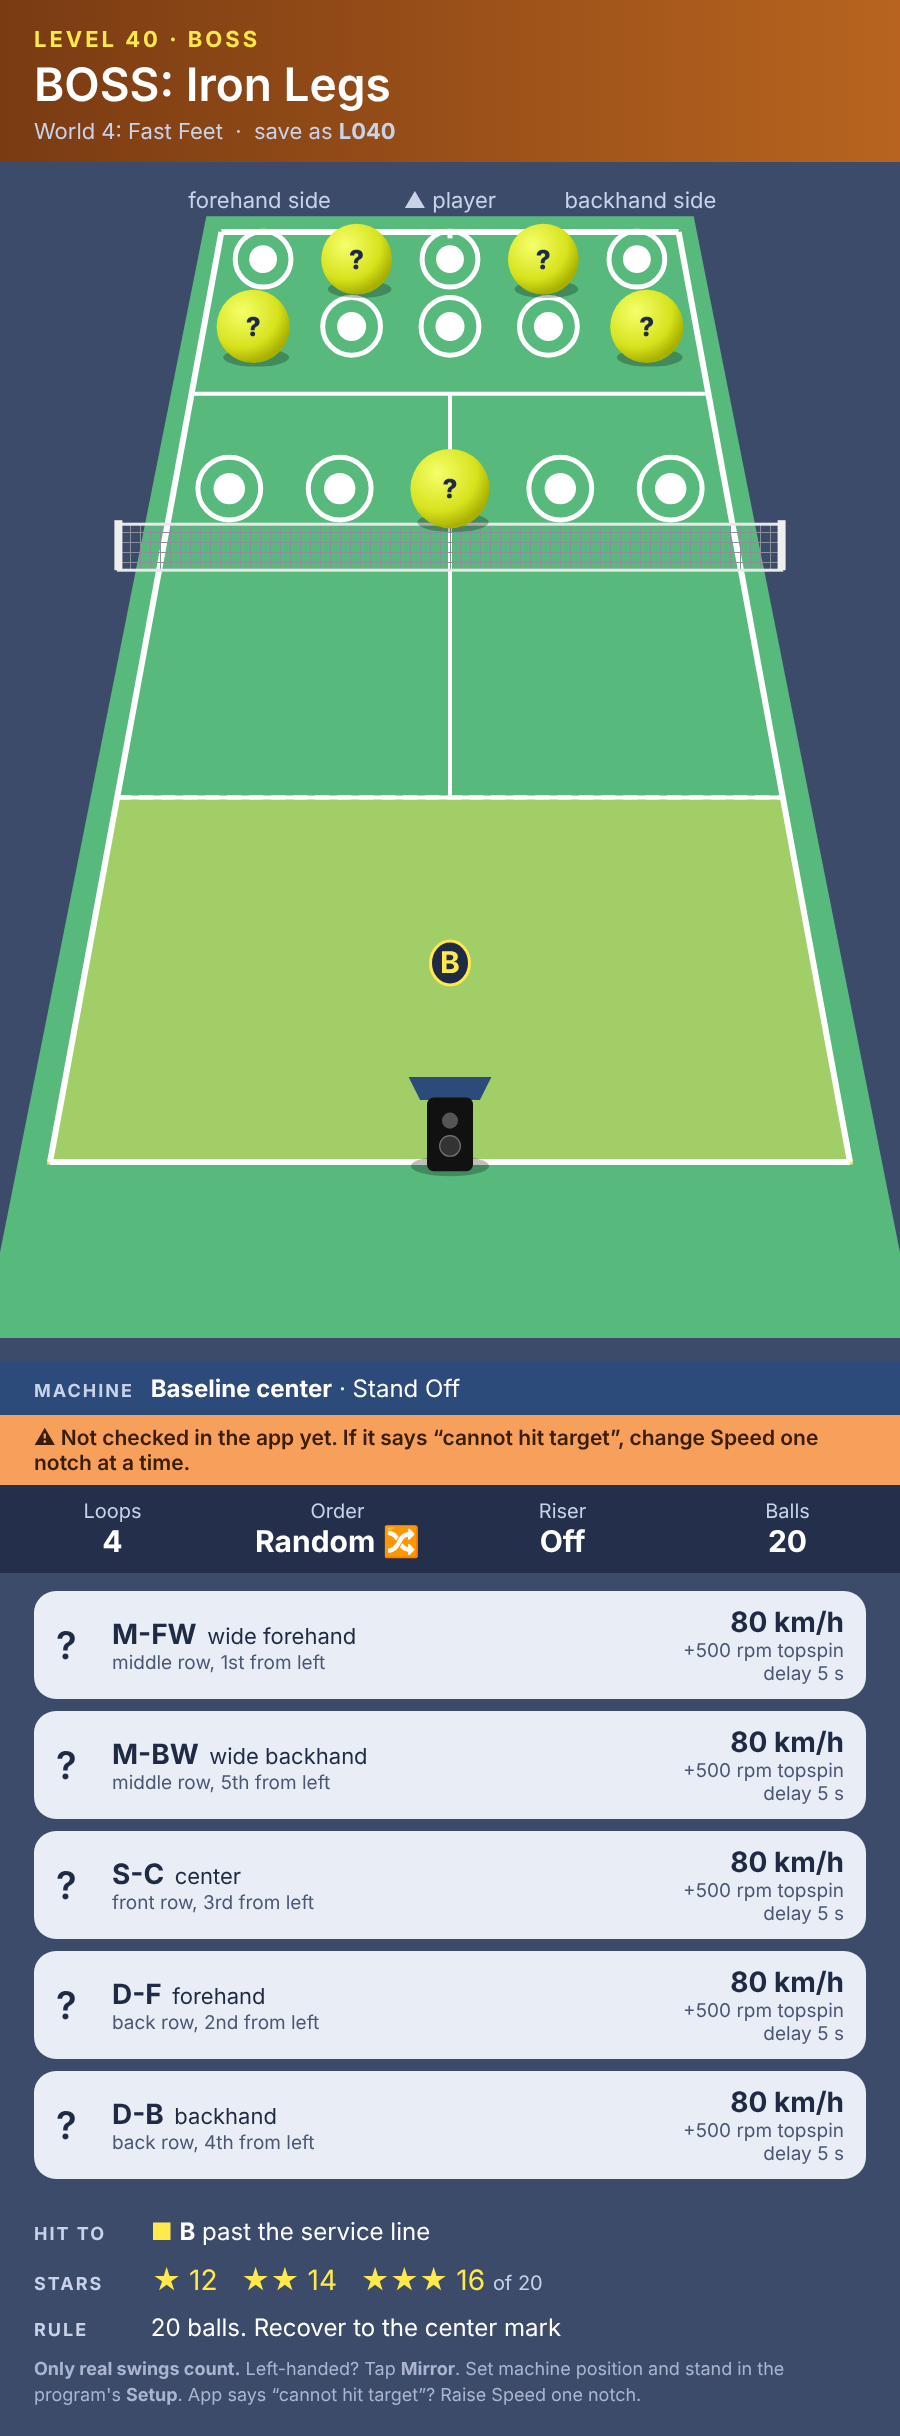 LEVEL 40 · BOSS
BOSS: Iron Legs
World 4: Fast Feet · save as L040
forehand side ▲ player backhand side
? ?
? ?
?
B
MACHINE Baseline center · Stand Off
⚠ Not checked in the app yet. If it says “cannot hit target”, change Speed one
notch at a time.
Loops Order Riser Balls
4 Random 🔀 Off 20
? M-FW wide forehand 80 km/h
middle row, 1st from left +500 rpm topspin
delay 5 s
? M-BW wide backhand 80 km/h
middle row, 5th from left +500 rpm topspin
delay 5 s
? S-C center 80 km/h
front row, 3rd from left +500 rpm topspin
delay 5 s
? D-F forehand 80 km/h
back row, 2nd from left +500 rpm topspin
delay 5 s
? D-B backhand 80 km/h
back row, 4th from left +500 rpm topspin
delay 5 s
HIT TO ■ B past the service line
STARS ★ 12 ★★ 14 ★★★ 16 of 20
RULE 20 balls. Recover to the center mark
Only real swings count. Left-handed? Tap Mirror. Set machine position and stand in the
program's Setup. App says “cannot hit target”? Raise Speed one notch.